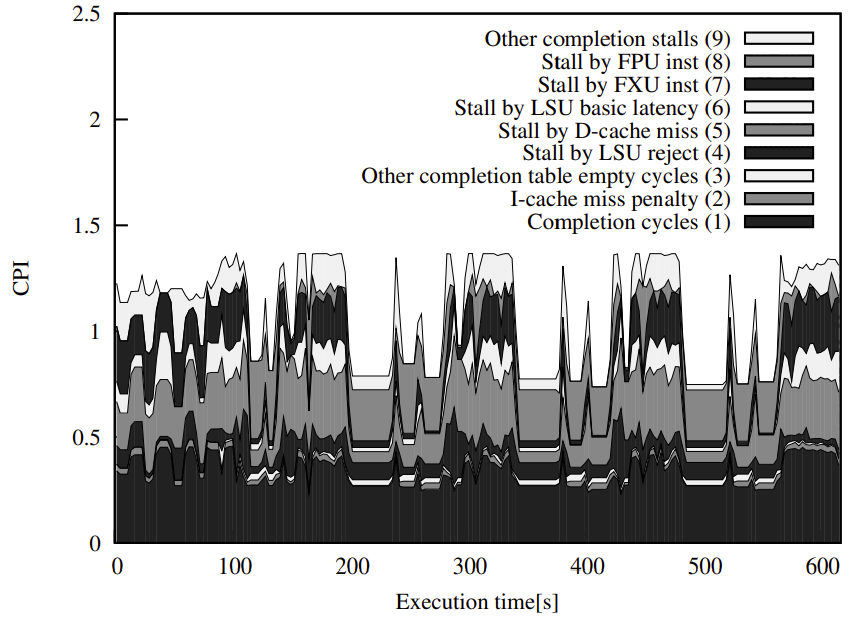 2.5
Other completion stalls (9)
Stall by FPU inst (8)
Stall by FXU inst (7)
2
Stall by LSU basic latency (6)
Stall by D-cache miss (5)
Stall by LSU reject (4)
Other completion table empty cycles (3)
I-cache miss penalty (2)
1.5
Completion cycles (1)
CPI
1
0.5
0
0 100 200 300 400 500 600
Execution time[s]